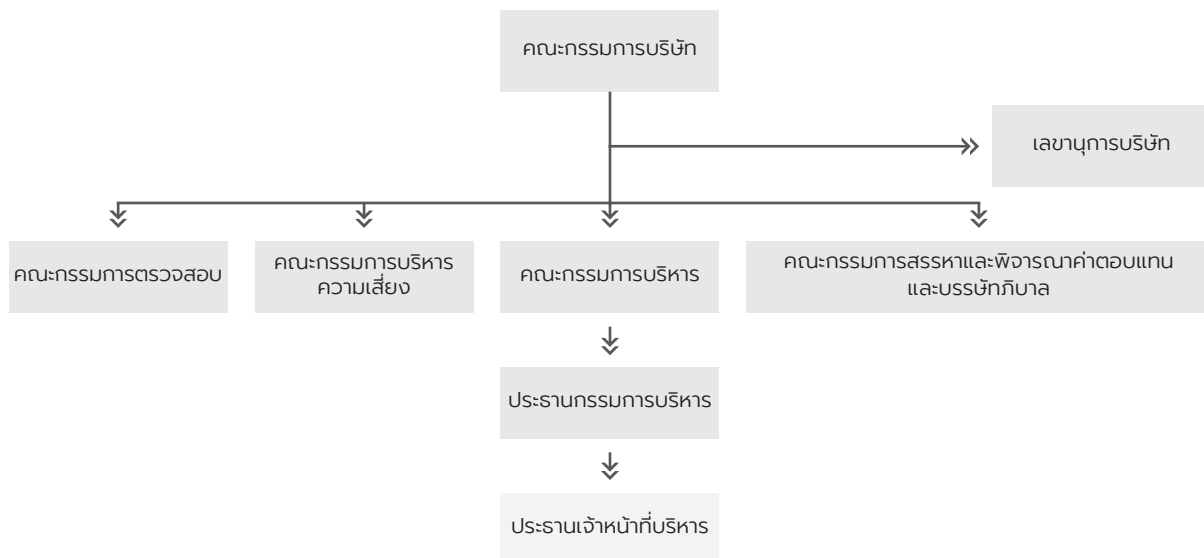 คณะกรรมการบริษัท
เลขานุการบริษัท
คณะกรรมการตรวจสอบ
คณะกรรมการบริหาร
ความเสี่ยง
คณะกรรมการบริหาร
คณะกรรมการสรรหาและพิจารณาค่าตอบแทน
และบรรษัทภิบาล
ประธานกรรมการบริหาร
ประธานเจ้าหน้าที่บริหาร